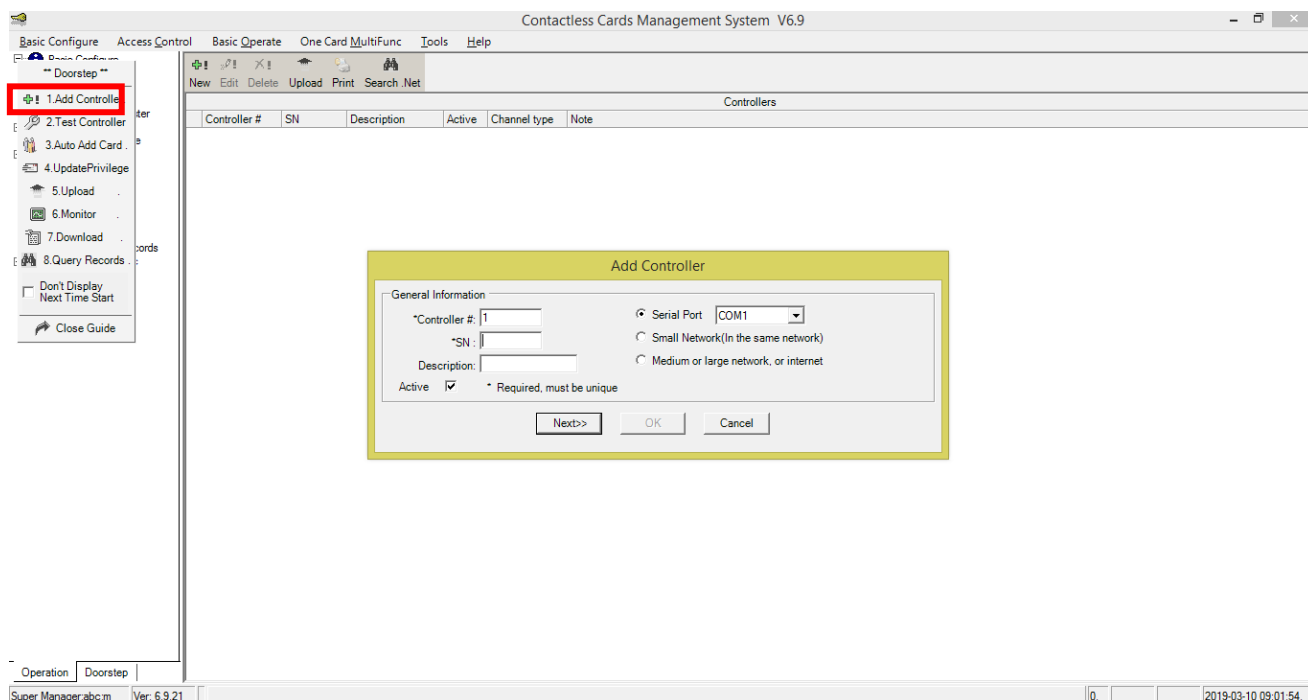 Contactless Cards Management System V6.9
Basic Configure Access Control Basic Operate One Card MultiFunc Tools Help
Basic Configure
** Doorstep **
1.Add Controlle
2.Test Controller
3.Auto Add Card .
4.UpdatePrivilege
5.Upload .
6.Monitor .
7.Download .
8.Query Records .
Don't Display
Next Time Start
Close Guide
ter
e
cords
New Edit Delete Upload Print Search .Net
Controllers
Controller # SN Description Active Channel type Note
Add Controller
General Information
*Controller #: 1
*SN :
Description:
Active
* Required, must be unique
Serial Port COM1
Small Network(In the same network)
Medium or large network, or internet
Next>> OK Cancel
Operation Doorstep
Super Manager:abc:m Ver: 6.9.21 0. 2019-03-10 09:01:54.